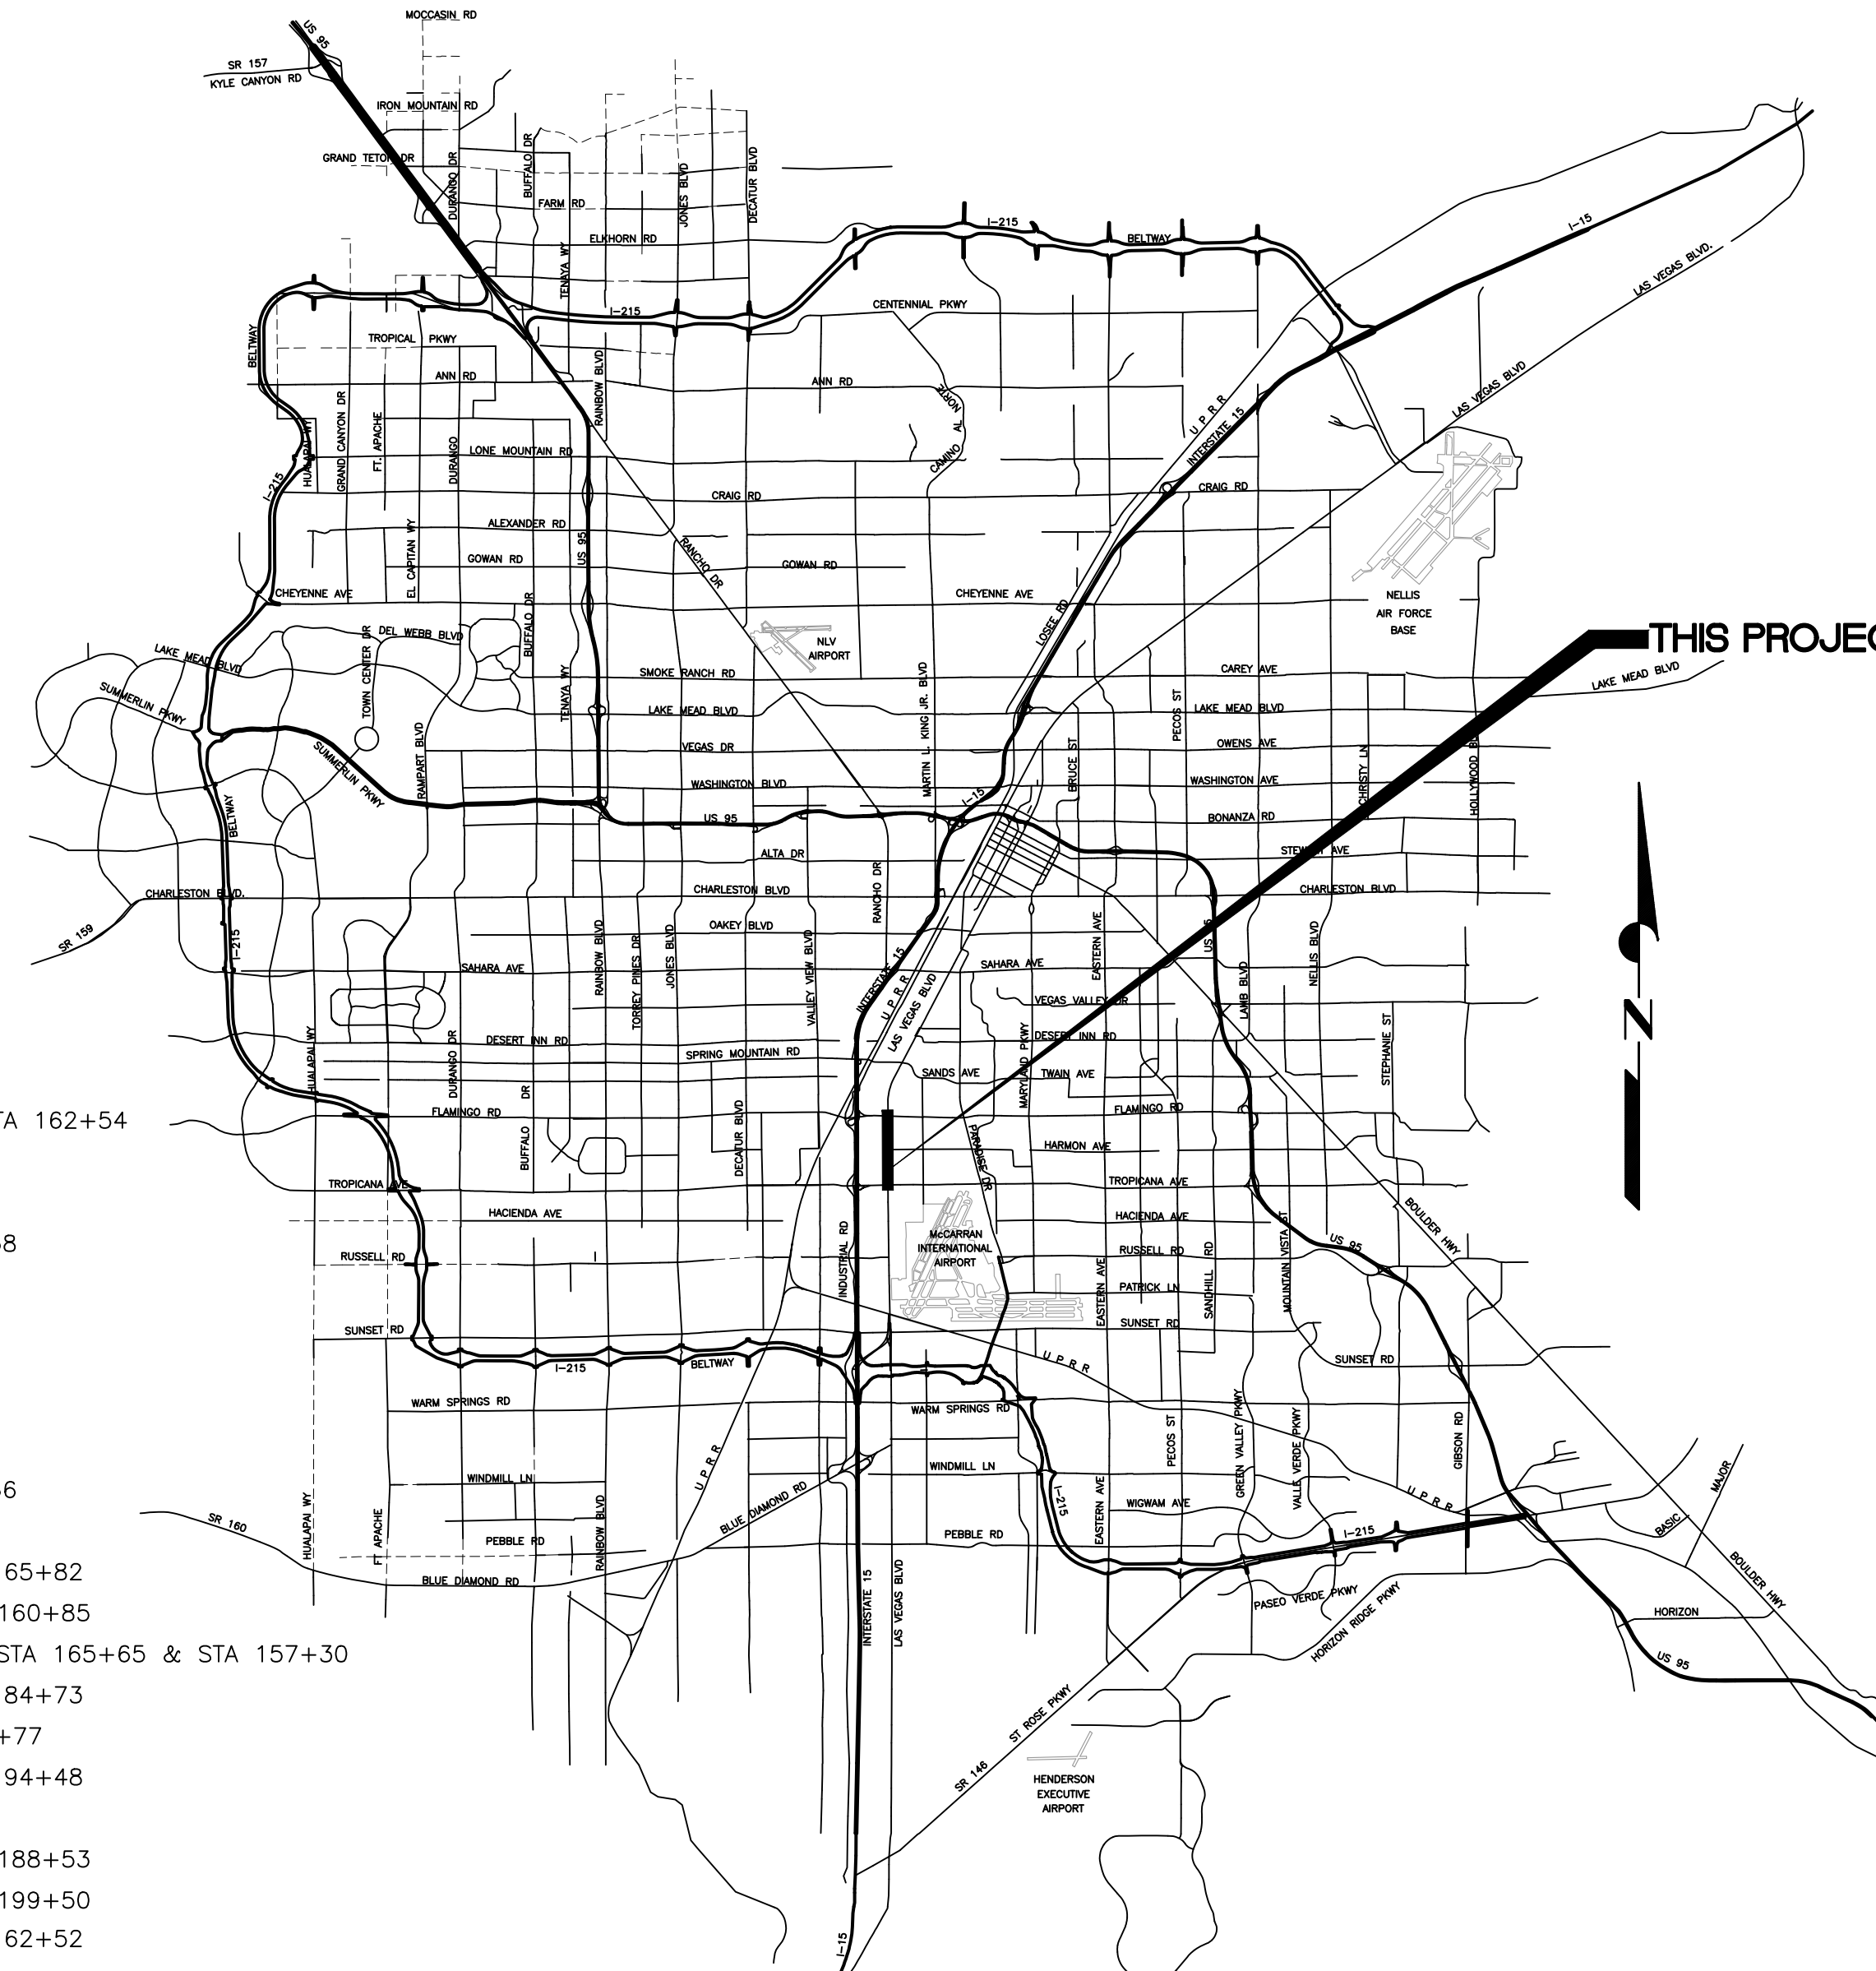 MOCCASIN RD
US 95
SR 157
KYLE CANYON RD
IRON MOUNTAIN RD
GRAND TETON DR
DURANGO DR
BUFFALO DR
JONES BLVD
DECATUR BLVD
FARM RD
ELKHORN RD
TENAYA WY
I-215
BELTWAY
I-15
LAS VEGAS BLVD.
I-215
CENTENNIAL PKWY
BELTWAY
TROPICAL PKWY
RAINBOW BLVD
ANN RD
ANN RD
CAMINO AL NORTE
U P R R
INTERSTATE 15
LAS VEGAS BLVD
HUALAPAI WY
GRAND CANYON DR
FT. APACHE
DURANGO
LONE MOUNTAIN RD
I-215
CRAIG RD
CRAIG RD
EL CAPITAN WY
ALEXANDER RD
US 95
GOWAN RD
RANCHO DR
GOWAN RD
CHEYENNE AVE
CHEYENNE AVE
NELLIS
AIR FORCE
BASE
LOSEE RD
BUFFALO DR
TOWN CENTER DR
DEL WEBB BLVD
NLV
AIRPORT
THIS PROJEC
LAKE MEAD BLVD
SUMMERLIN PKWY
SMOKE RANCH RD
CAREY AVE
LAKE MEAD BLVD
TENAYA WY
LAKE MEAD BLVD
MARTIN L. KING JR. BLVD
PECOS ST
LAKE MEAD BLVD
SUMMERLIN PKWY
RAMPART BLVD
VEGAS DR
BRUCE ST
OWENS AVE
CHRISTY LN
WASHINGTON BLVD
WASHINGTON AVE
BELTWAY
US 95
I-15
BONANZA RD
ALTA DR
CHARLESTON BLVD.
CHARLESTON BLVD
RANCHO DR
CHARLESTON BLVD
SR 159
I-215
OAKEY BLVD
RAINBOW BLVD
TORREY PINES DR
JONES BLVD
VALLEY VIEW BLVD
INTERSTATE 15
U P R R
LAS VEGAS BLVD
EASTERN AVE
LAMB BLVD
NELLIS BLVD
SAHARA AVE
SAHARA AVE
VEGAS VALLEY DR
HUALAPAI WY
DURANGO DR
DESERT INN RD
SPRING MOUNTAIN RD
DESERT INN RD
MARYLAND PKWY
STEPHANIE ST
N
SANDS AVE
TWAIN AVE
TA 162+54
FLAMINGO RD
FLAMINGO RD
BUFFALO DR
DECATUR BLVD
PARADISE DR
HARMON AVE
TROPICANA AVE
TROPICANA AVE
HACIENDA AVE
HACIENDA AVE
BOULDER HWY
INDUSTRIAL RD
McCARRAN
INTERNATIONAL
AIRPORT
RUSSELL RD
RUSSELL RD
US 95
EASTERN AVE
PATRICK LN
SANDHILL RD
MOUNTAIN VISTA ST
SUNSET RD
SUNSET RD
SUNSET RD
I-215
BELTWAY
U P R R
WARM SPRINGS RD
WARM SPRINGS RD
PECOS ST
GREEN VALLEY PKWY
VALLE VERDE PKWY
GIBSON RD
U P R R
WINDMILL LN
WINDMILL LN
MAJOR
SR 160
HUALAPAI WY
FT APACHE
RAINBOW BLVD
BLUE DIAMOND RD
I-215
EASTERN AVE
WIGWAM AVE
U P R R
BASIC
PEBBLE RD
PEBBLE RD
I-215
65+82
BLUE DIAMOND RD
INTERSTATE 15
LAS VEGAS BLVD
PASEO VERDE PKWY
HORIZON RIDGE PKWY
BOULDER HWY
160+85
HORIZON
STA 165+65 & STA 157+30
US 95
84+73
ST ROSE PKWY
+77
SR 146
94+48
HENDERSON
EXECUTIVE
AIRPORT
188+53
199+50
62+52
I-15